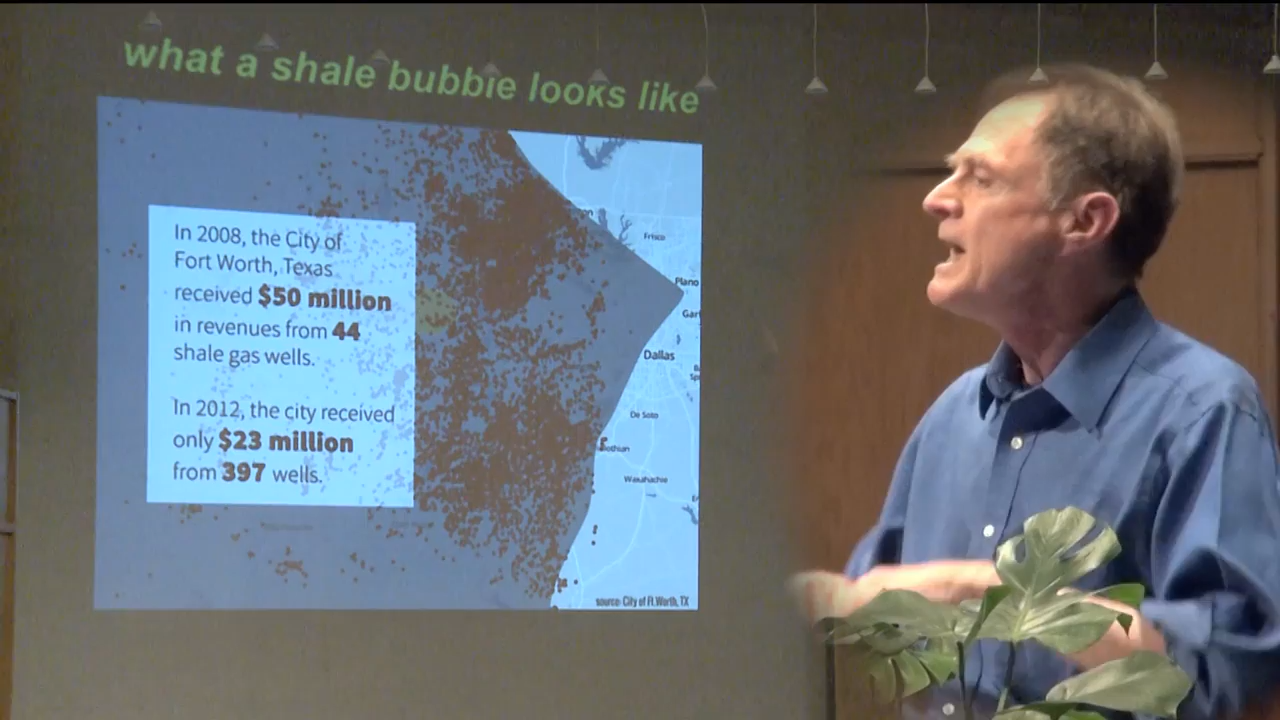 what a shale bubble looks like
In 2008, the City of
Fort Worth, Texas
received $50 million
in revenues from 44
shale gas wells.
In 2012, the city received
only $23 million
from 397 wells.
Frisco
Plano
Gar
Dallas
De Soto
Waxahachie
source: City of Ft. Worth, TX